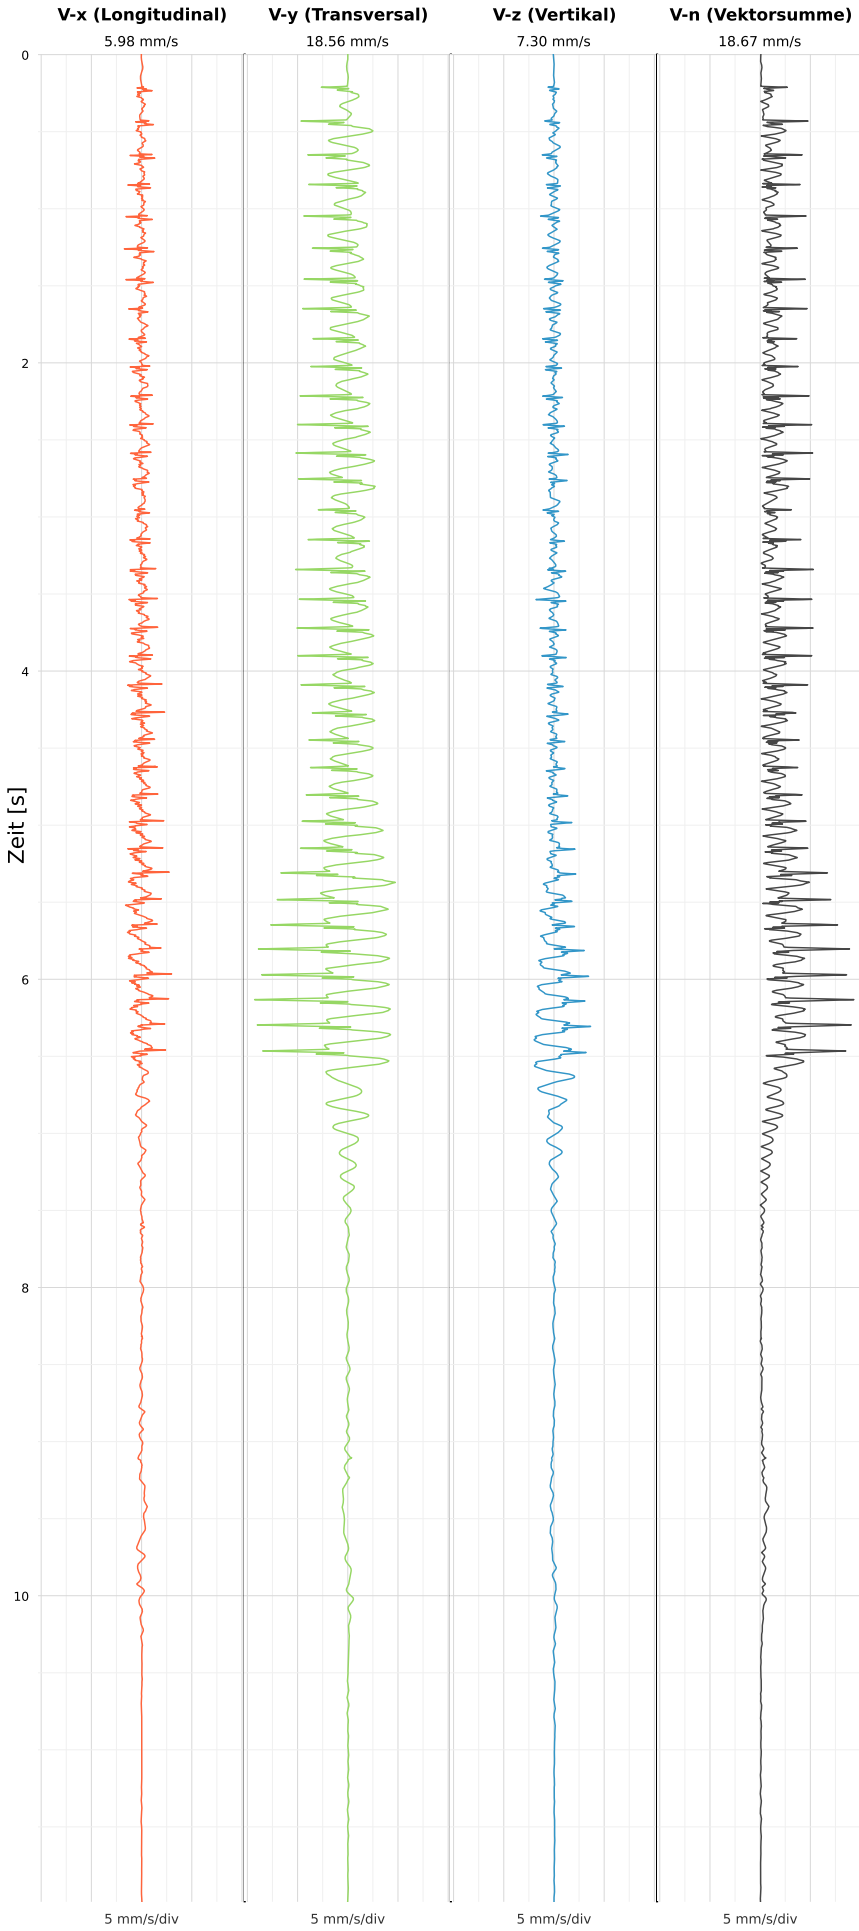 V-x (Longitudinal) V-y (Transversal) V-z (Vertikal) V-n (Vektorsumme)
5.98 mm/s 18.56 mm/s 7.30 mm/s 18.67 mm/s
0
2
4
Zeit [s]
6
8
10
5 mm/s/div 5 mm/s/div 5 mm/s/div 5 mm/s/div